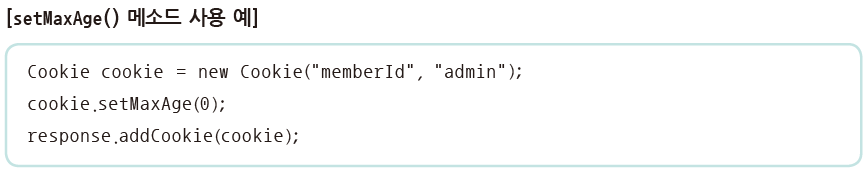 [setMaxAge() 메소드 사용 예]
Cookie cookie = new Cookie("memberId", "admin");
cookie.setMaxAge(0);
response.addCookie(cookie);